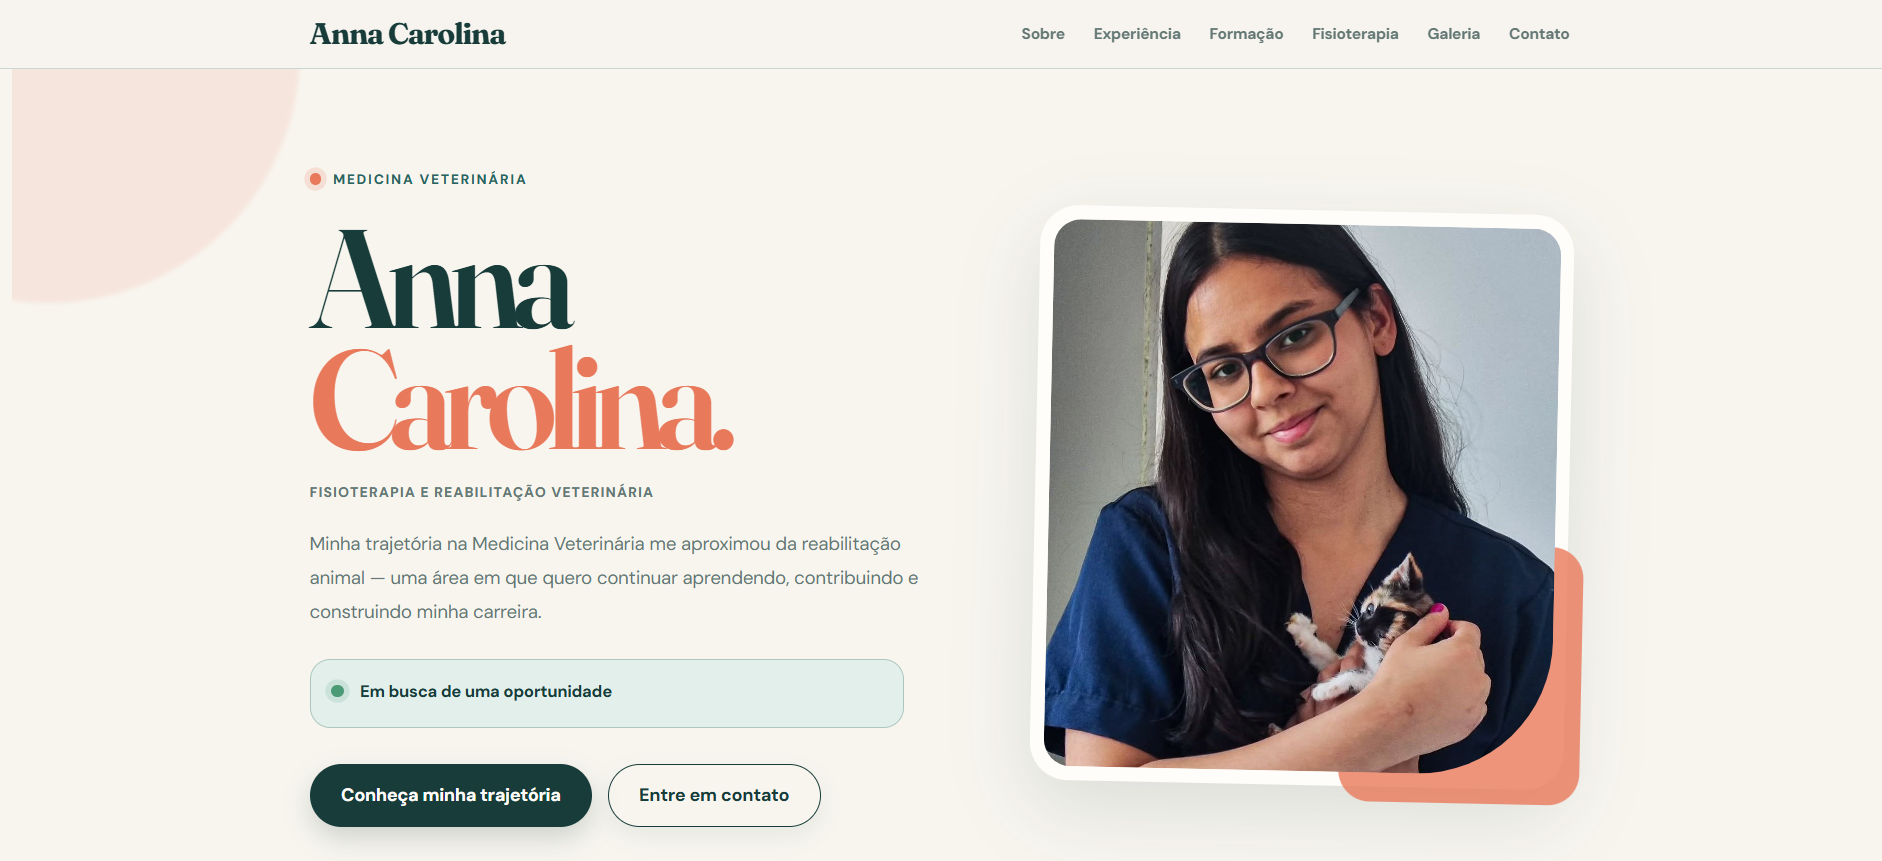 Anna Carolina
Sobre Experiência Formação Fisioterapia Galeria Contato
MEDICINA VETERINÁRIA
Anna
Carolina.
FISIOTERAPIA E REABILITAÇÃO VETERINÁRIA
Minha trajetória na Medicina Veterinária me aproximou da reabilitação
animal — uma área em que quero continuar aprendendo, contribuindo e
construindo minha carreira.
Em busca de uma oportunidade
Conheça minha trajetória
Entre em contato